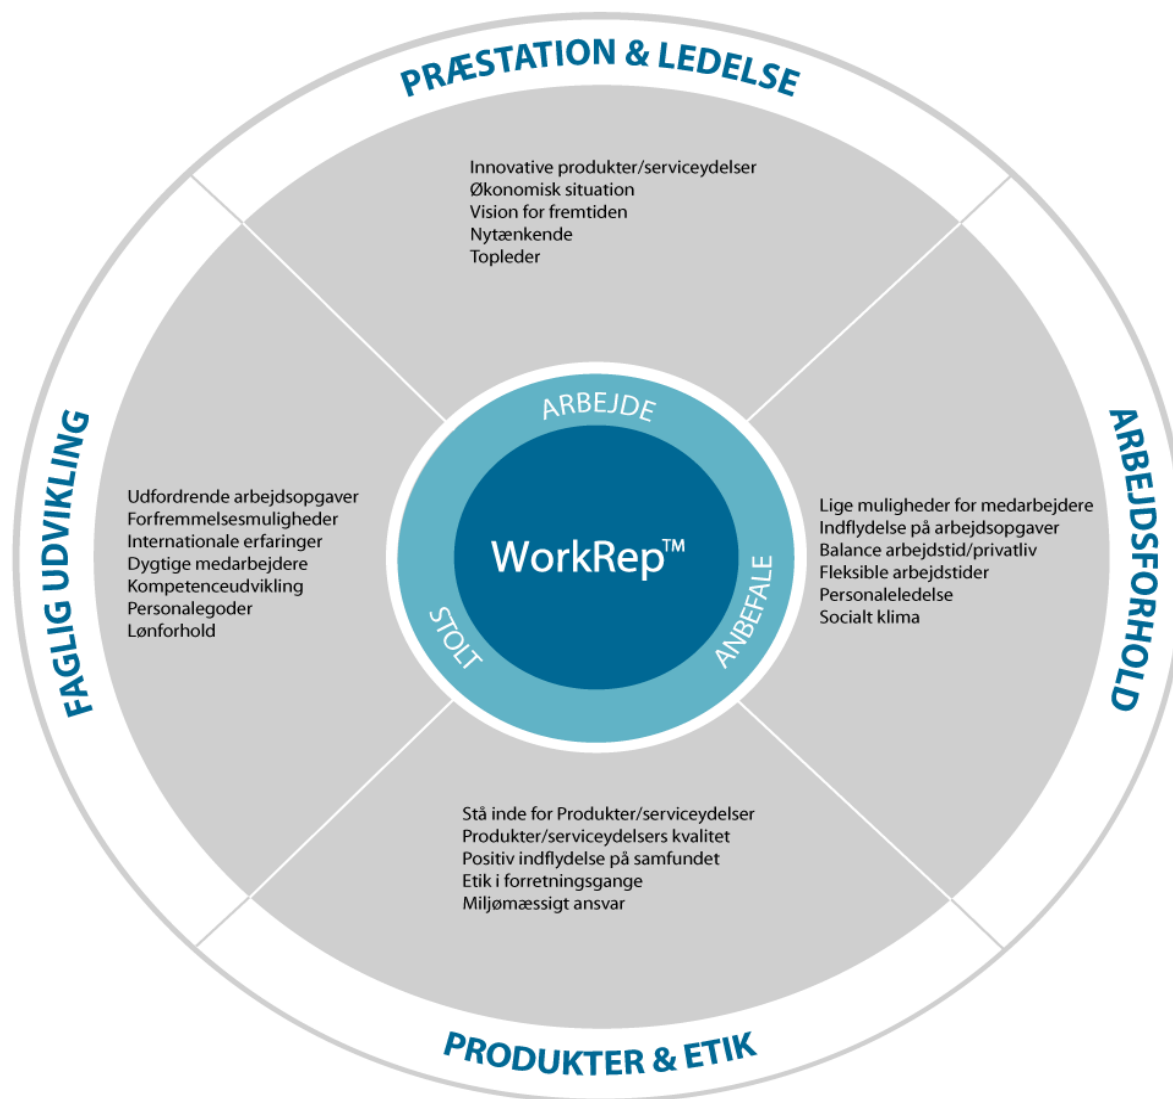 PRÆSTATION & LEDELSE
Innovative produkter/serviceydelser
Økonomisk situation
Vision for fremtiden
Nytænkende
Topleder
FAGLIG UDVIKLING
Udfordrende arbejdsopgaver
Forfremmelsesmuligheder
Internationale erfaringer
Dygtige medarbejdere
Kompetenceudvikling
Personalegoder
Lønforhold
ARBEJDE
WorkRep™
STOLT
ANBEFALE
Lige muligheder for medarbejdere
Indflydelse på arbejdsopgaver
Balance arbejdstid/privatliv
Fleksible arbejdstider
Personaleledelse
Socialt klima
ARBEJDSFORHOLD
Stå inde for Produkter/serviceydelser
Produkter/serviceydelsers kvalitet
Positiv indflydelse på samfundet
Etik i forretningsgange
Miljømæssigt ansvar
PRODUKTER & ETIK